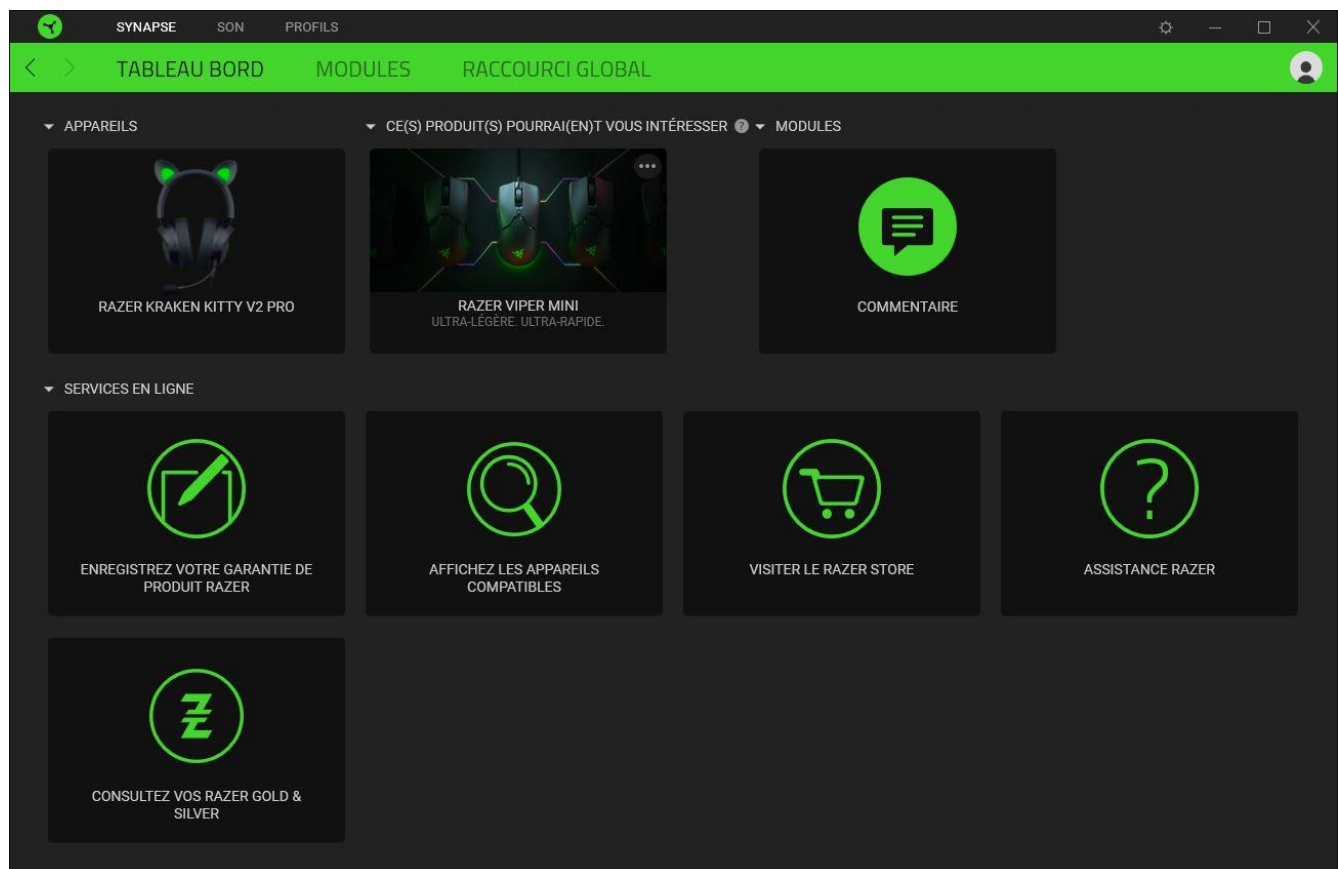 SYNAPSE SON PROFILS
TABLEAU BORD MODULES RACCOURCI GLOBAL
APPAREILS
CE(S) PRODUIT(S) POURRAI(EN)T VOUS INTÉRESSER ?
MODULES
RAZER KRAKEN KITTY V2 PRO
RAZER VIPER MINI
ULTRA-LÉGÈRE. ULTRA-RAPIDE.
COMMENTAIRE
SERVICES EN LIGNE
ENREGISTREZ VOTRE GARANTIE DE
PRODUIT RAZER
AFFICHEZ LES APPAREILS
COMPATIBLES
VISITER LE RAZER STORE
ASSISTANCE RAZER
CONSULTEZ VOS RAZER GOLD &
SILVER